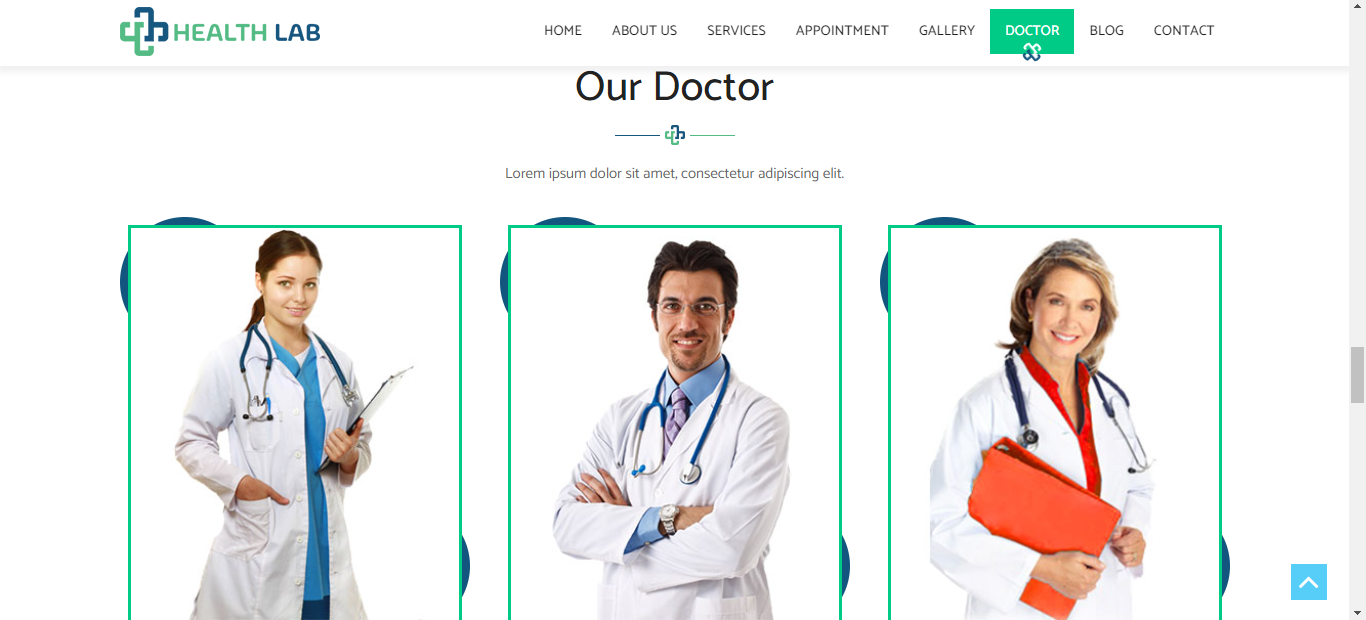 HEALTH LAB
HOME ABOUT US SERVICES APPOINTMENT GALLERY DOCTOR BLOG CONTACT
Our Doctor
Lorem ipsum dolor sit amet, consectetur adipiscing elit.